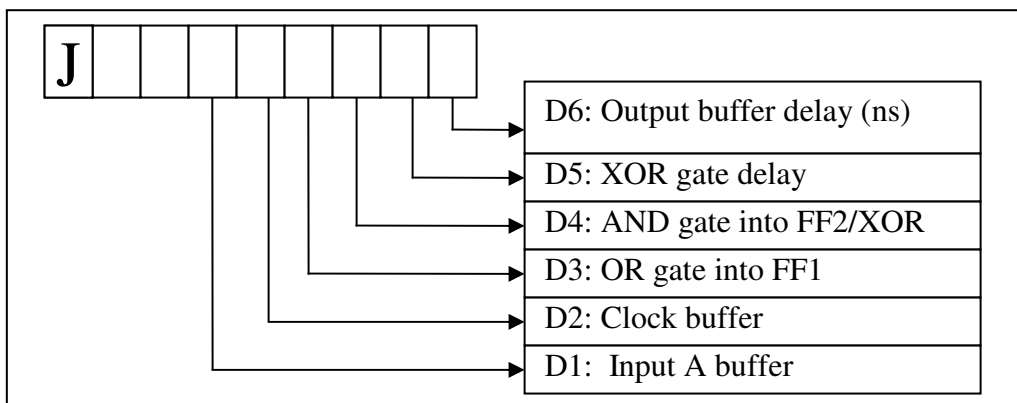 J
D6: Output buffer delay (ns)
D5: XOR gate delay
D4: AND gate into FF2/XOR
D3: OR gate into FF1
D2: Clock buffer
D1: Input A buffer